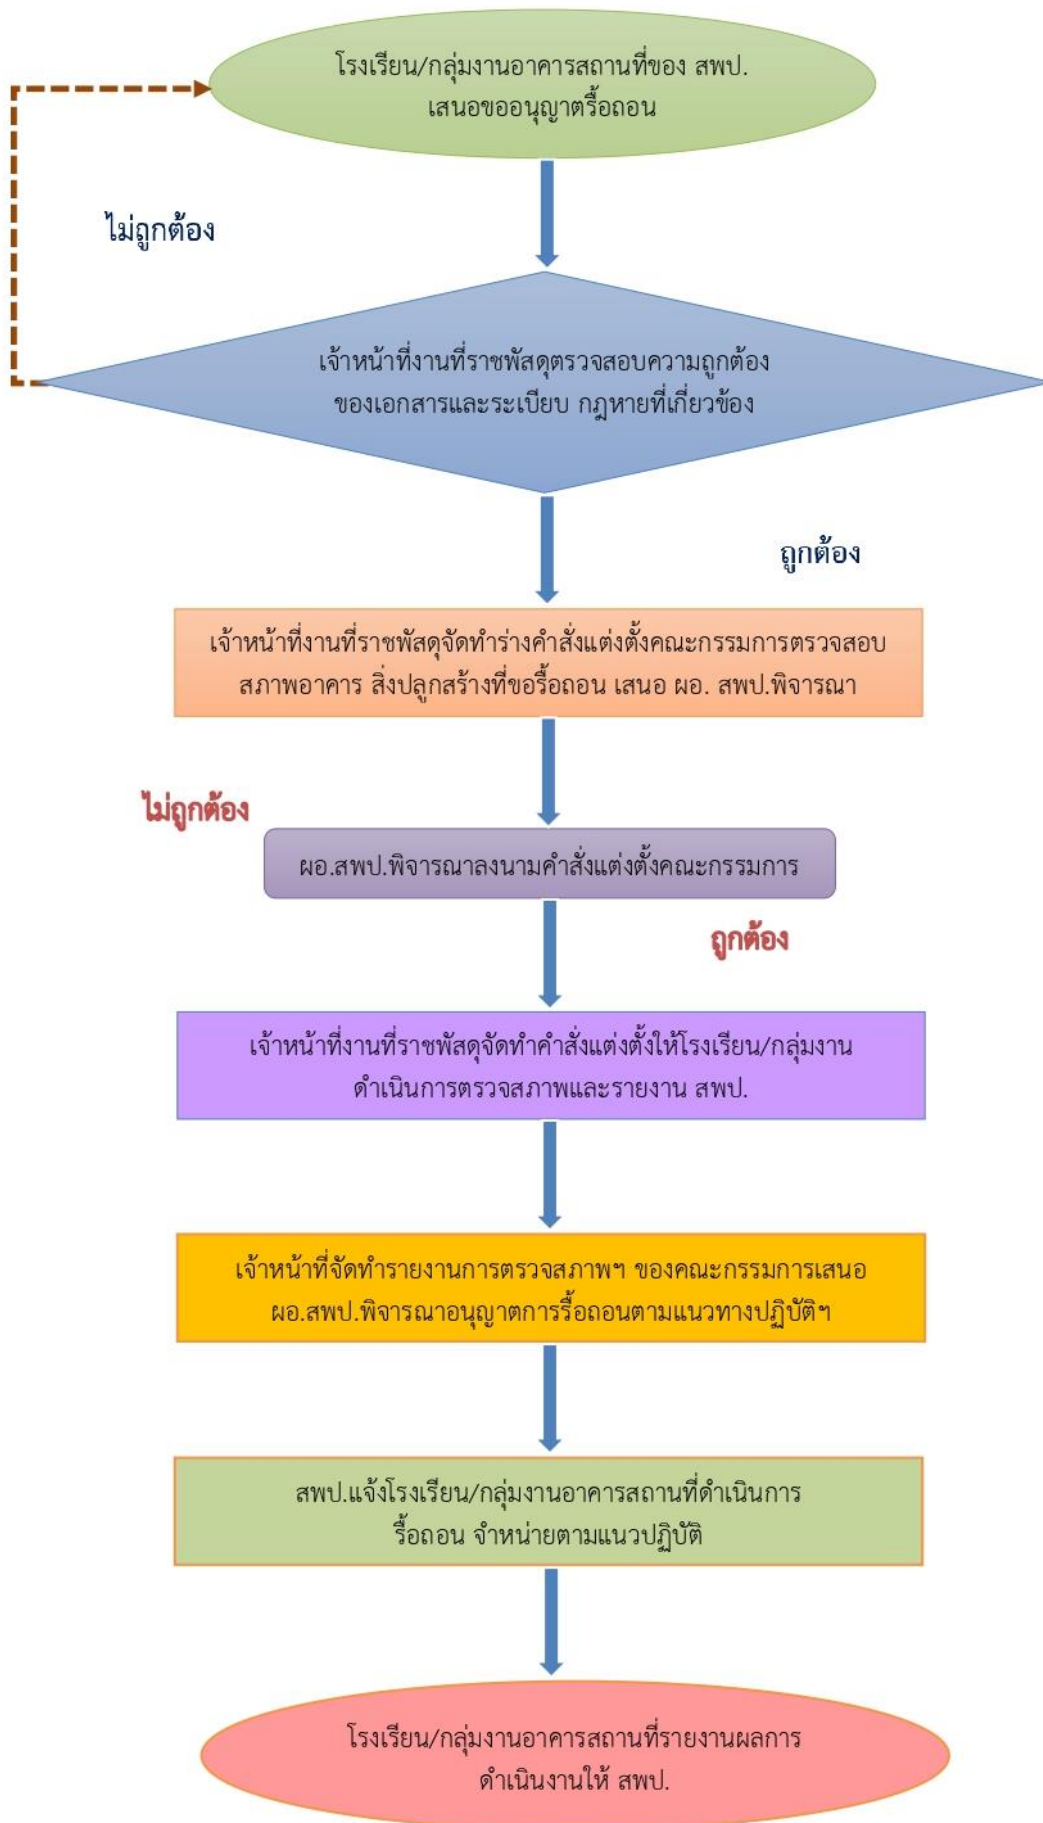 โรงเรียน/กลุ่มงานอาคารสถานที่ของ สพป.
เสนอขออนุญาตรื้อถอน
ไม่ถูกต้อง
เจ้าหน้าที่งานที่ราชพัสดุตรวจสอบความถูกต้อง
ของเอกสารและระเบียบ กฎหายที่เกี่ยวข้อง
ถูกต้อง
เจ้าหน้าที่งานที่ราชพัสดุจัดทำร่างคำสั่งแต่งตั้งคณะกรรมการตรวจสอบ
สภาพอาคาร สิ่งปลูกสร้างที่ขอรื้อถอน เสนอ ผอ. สพป.พิจารณา
ไม่ถูกต้อง
ผอ.สพป.พิจารณาลงนามคำสั่งแต่งตั้งคณะกรรมการ
ถูกต้อง
เจ้าหน้าที่งานที่ราชพัสดุจัดทำคำสั่งแต่งตั้งให้โรงเรียน/กลุ่มงาน
ดำเนินการตรวจสภาพและรายงาน สพป.
เจ้าหน้าที่จัดทำรายงานการตรวจสภาพฯ ของคณะกรรมการเสนอ
ผอ.สพป.พิจารณาอนุญาตการรื้อถอนตามแนวทางปฏิบัติฯ
สพป.แจ้งโรงเรียน/กลุ่มงานอาคารสถานที่ดำเนินการ
รื้อถอน จำหน่ายตามแนวปฏิบัติ
โรงเรียน/กลุ่มงานอาคารสถานที่รายงานผลการ
ดำเนินงานให้ สพป.